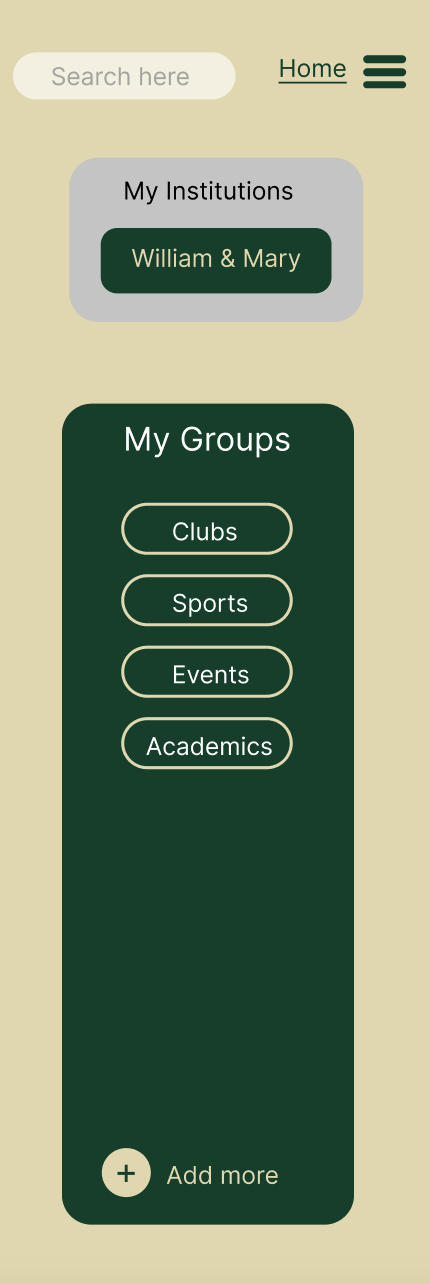 Search here
Home
My Institutions
William & Mary
My Groups
Clubs
Sports
Events
Academics
+ Add more